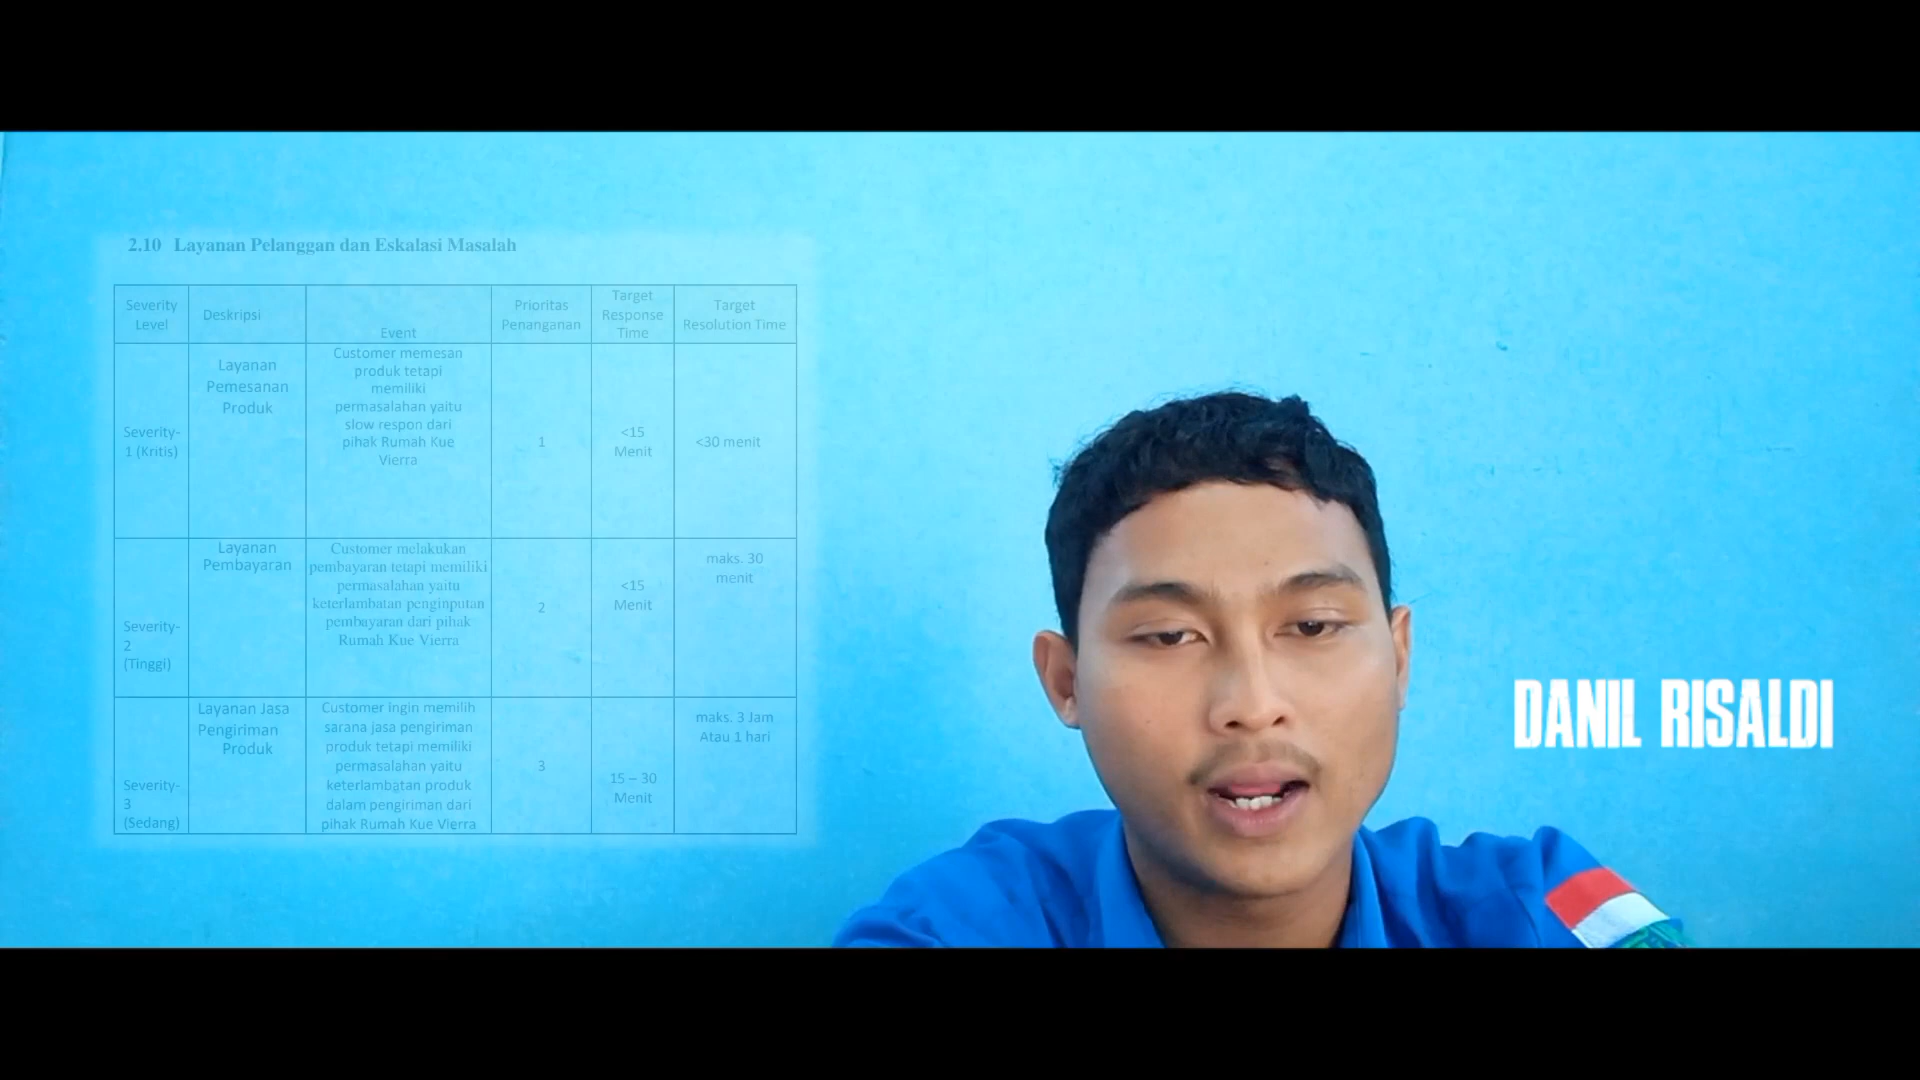 2.10 Layanan Pelanggan dan Eskalasi Masalah
Severity
Level
Deskripsi
Event
Prioritas
Penanganan
Target
Response
Time
Target
Resolution Time
Severity-
1 (Kritis)
Layanan
Pemesanan
Produk
Customer memesan
produk tetapi
memiliki
permasalahan yaitu
slow respon dari
pihak Rumah Kue
Vierra
1
<15
Menit
<30 menit
Severity-
2
(Tinggi)
Layanan
Pembayaran
Customer melakukan
pembayaran tetapi memiliki
permasalahan yaitu
keterlambatan penginputan
pembayaran dari pihak
Rumah Kue Vierra
2
<15
Menit
maks. 30
menit
Severity-
3
(Sedang)
Layanan Jasa
Pengiriman
Produk
Customer ingin memilih
sarana jasa pengiriman
produk tetapi memiliki
permasalahan yaitu
keterlambatan produk
dalam pengiriman dari
pihak Rumah Kue Vierra
3
15 – 30
Menit
maks. 3 Jam
Atau 1 hari
DANIL RISALDI